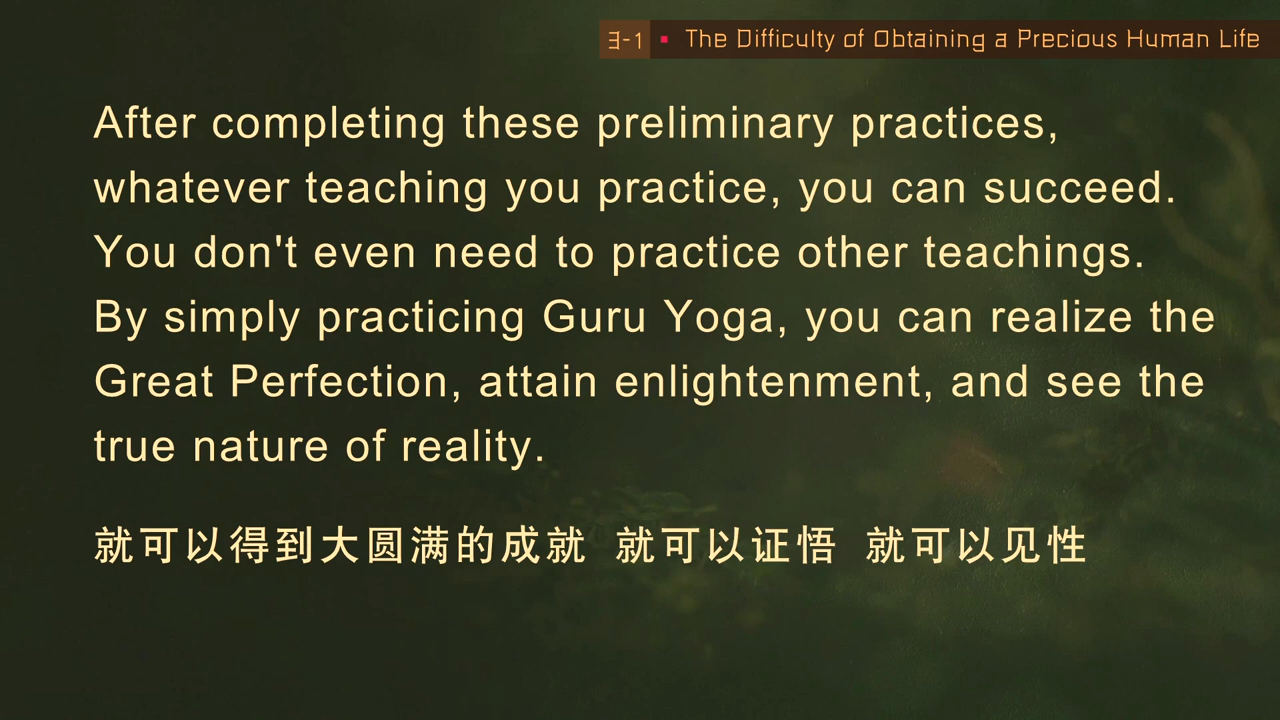 3-1 ▪ The Difficulty of Obtaining a Precious Human Life
After completing these preliminary practices,
whatever teaching you practice, you can succeed.
You don't even need to practice other teachings.
By simply practicing Guru Yoga, you can realize the
Great Perfection, attain enlightenment, and see the
true nature of reality.
就可以得到大圆满的成就 就可以证悟 就可以见性